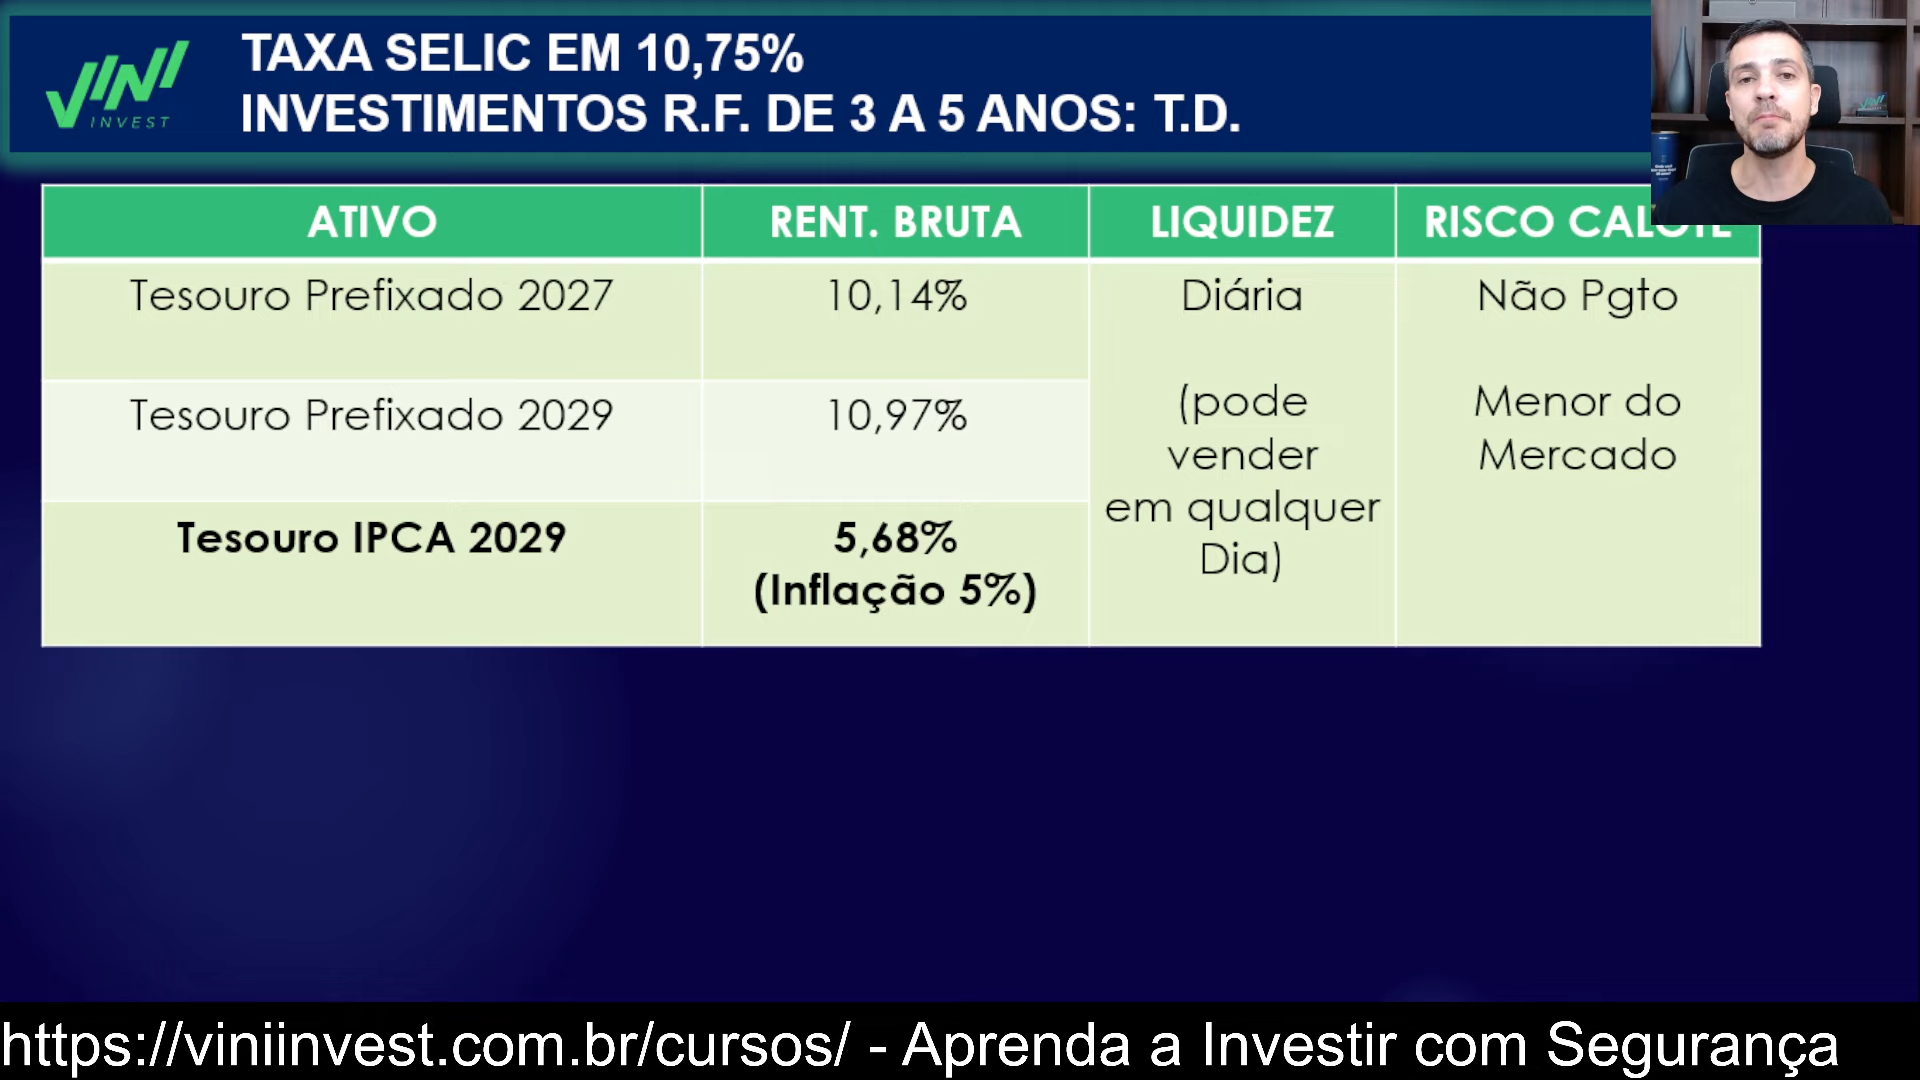 VINI
INVEST
TAXA SELIC EM 10,75%
INVESTIMENTOS R.F. DE 3 A 5 ANOS: T.D.
ATIVO
RENT. BRUTA
LIQUIDEZ
RISCO CALOTE
Tesouro Prefixado 2027
10,14%
Tesouro Prefixado 2029
10,97%
Tesouro IPCA 2029
5,68%
(Inflação 5%)
Diária
(pode
vender
em qualquer
Dia)
Não Pgto
Menor do
Mercado
https://viniinvest.com.br/cursos/ - Aprenda a Investir com Segurança